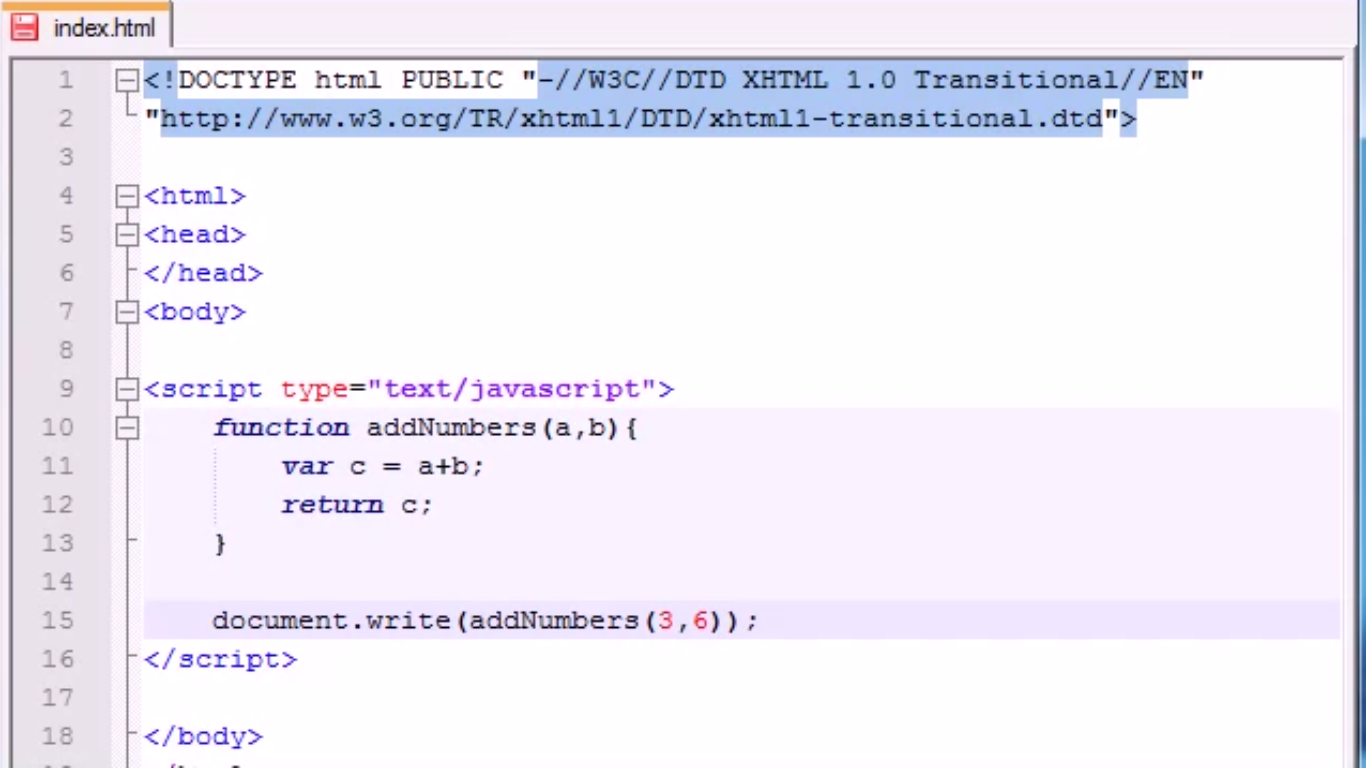 index.html
1 <!DOCTYPE html PUBLIC "-//W3C//DTD XHTML 1.0 Transitional//EN"
2 "http://www.w3.org/TR/xhtml1/DTD/xhtml1-transitional.dtd">
3
4 <html>
5 <head>
6 </head>
7 <body>
8
9 <script type="text/javascript">
10 function addNumbers(a,b){
11 var c = a+b;
12 return c;
13 }
14
15 document.write(addNumbers(3,6));
16 </script>
17
18 </body>